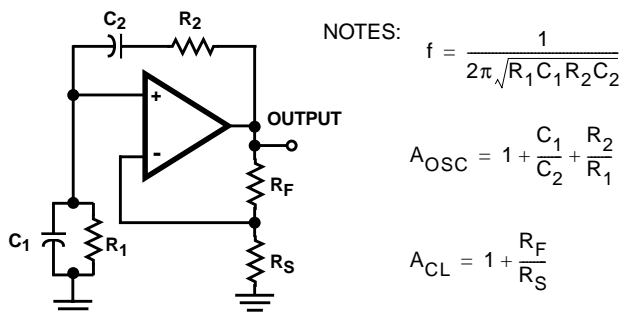 C2
R2
+
-
OUTPUT
RF
C1
R1
RS
NOTES:
f = 1 / 2π√R1C1R2C2
AOSC = 1 + C1/C2 + R2/R1
ACL = 1 + RF/RS